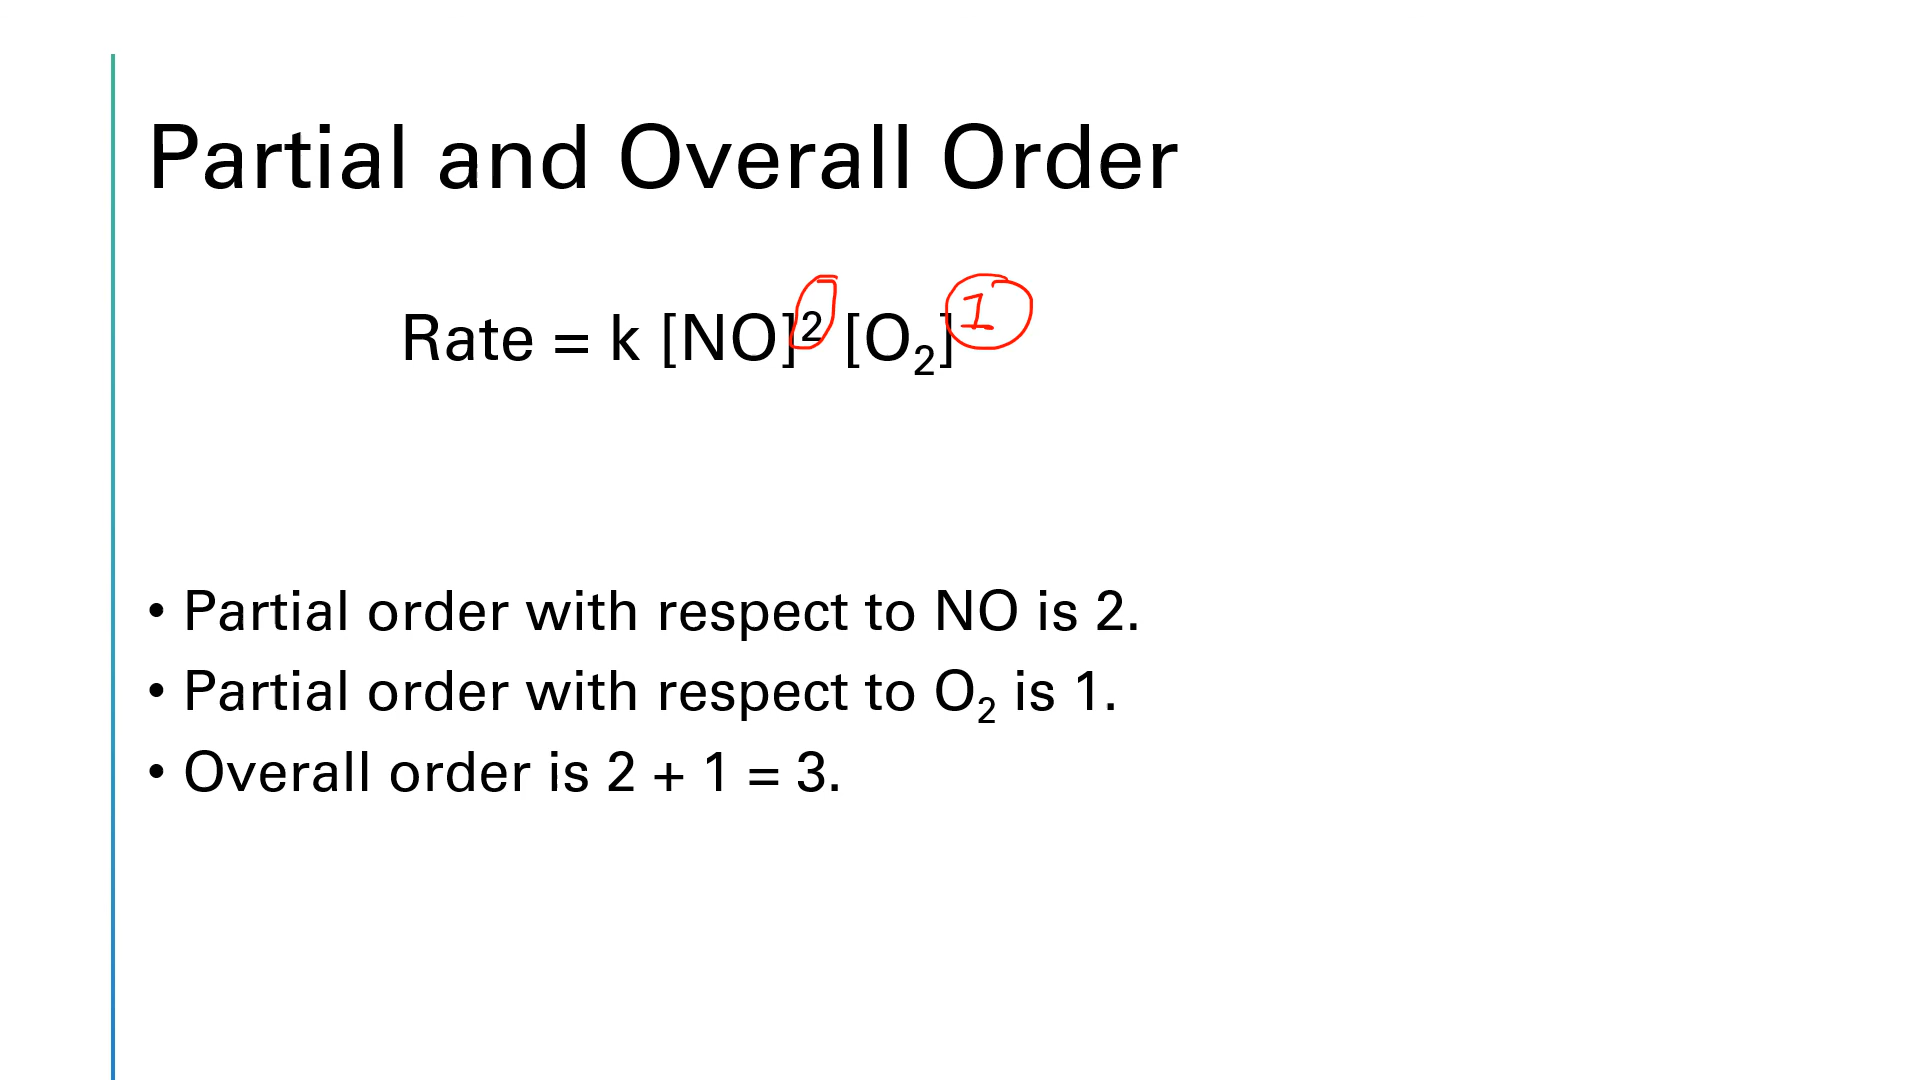 Partial and Overall Order
Rate = k [NO]² [O₂]¹
• Partial order with respect to NO is 2.
• Partial order with respect to O₂ is 1.
• Overall order is 2 + 1 = 3.